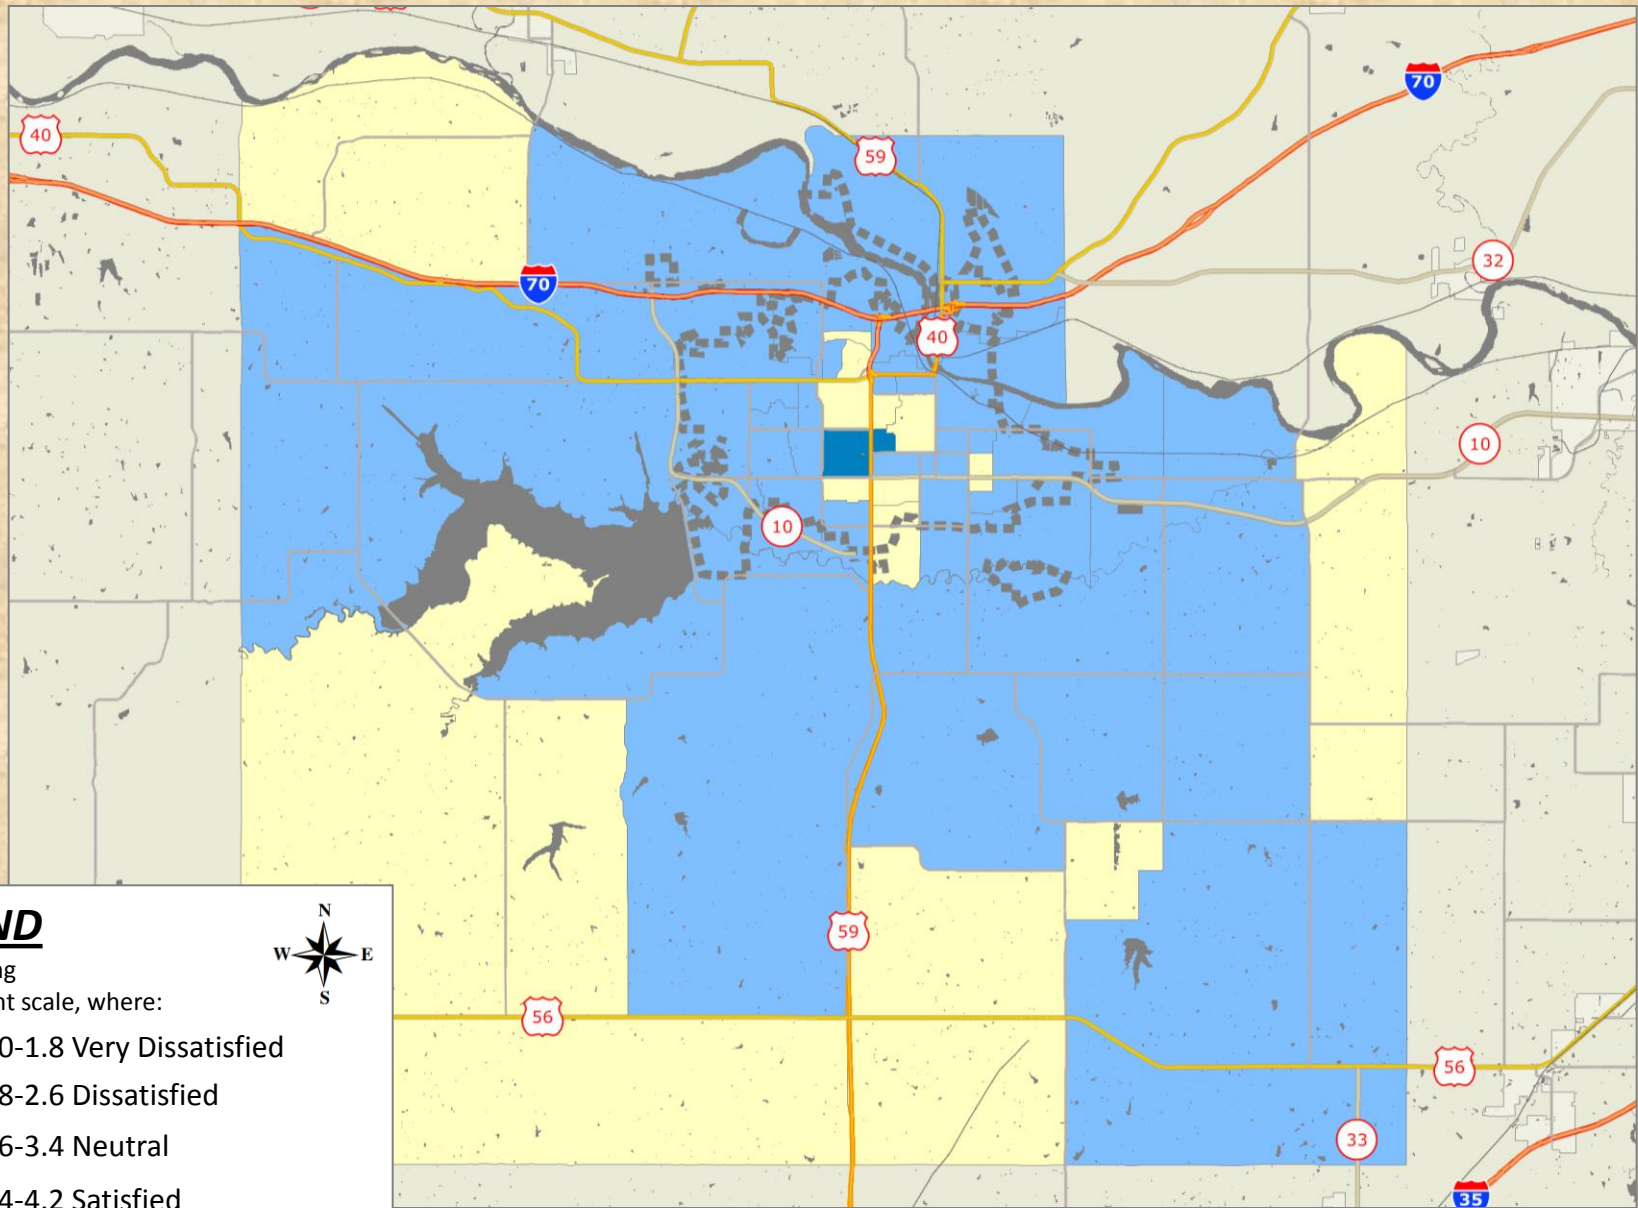 70
40
59
32
70
40
10
10
59
56
56
33
35
ND
N
W E
S
ng
nt scale, where:
0-1.8 Very Dissatisfied
8-2.6 Dissatisfied
6-3.4 Neutral
4-4.2 Satisfied